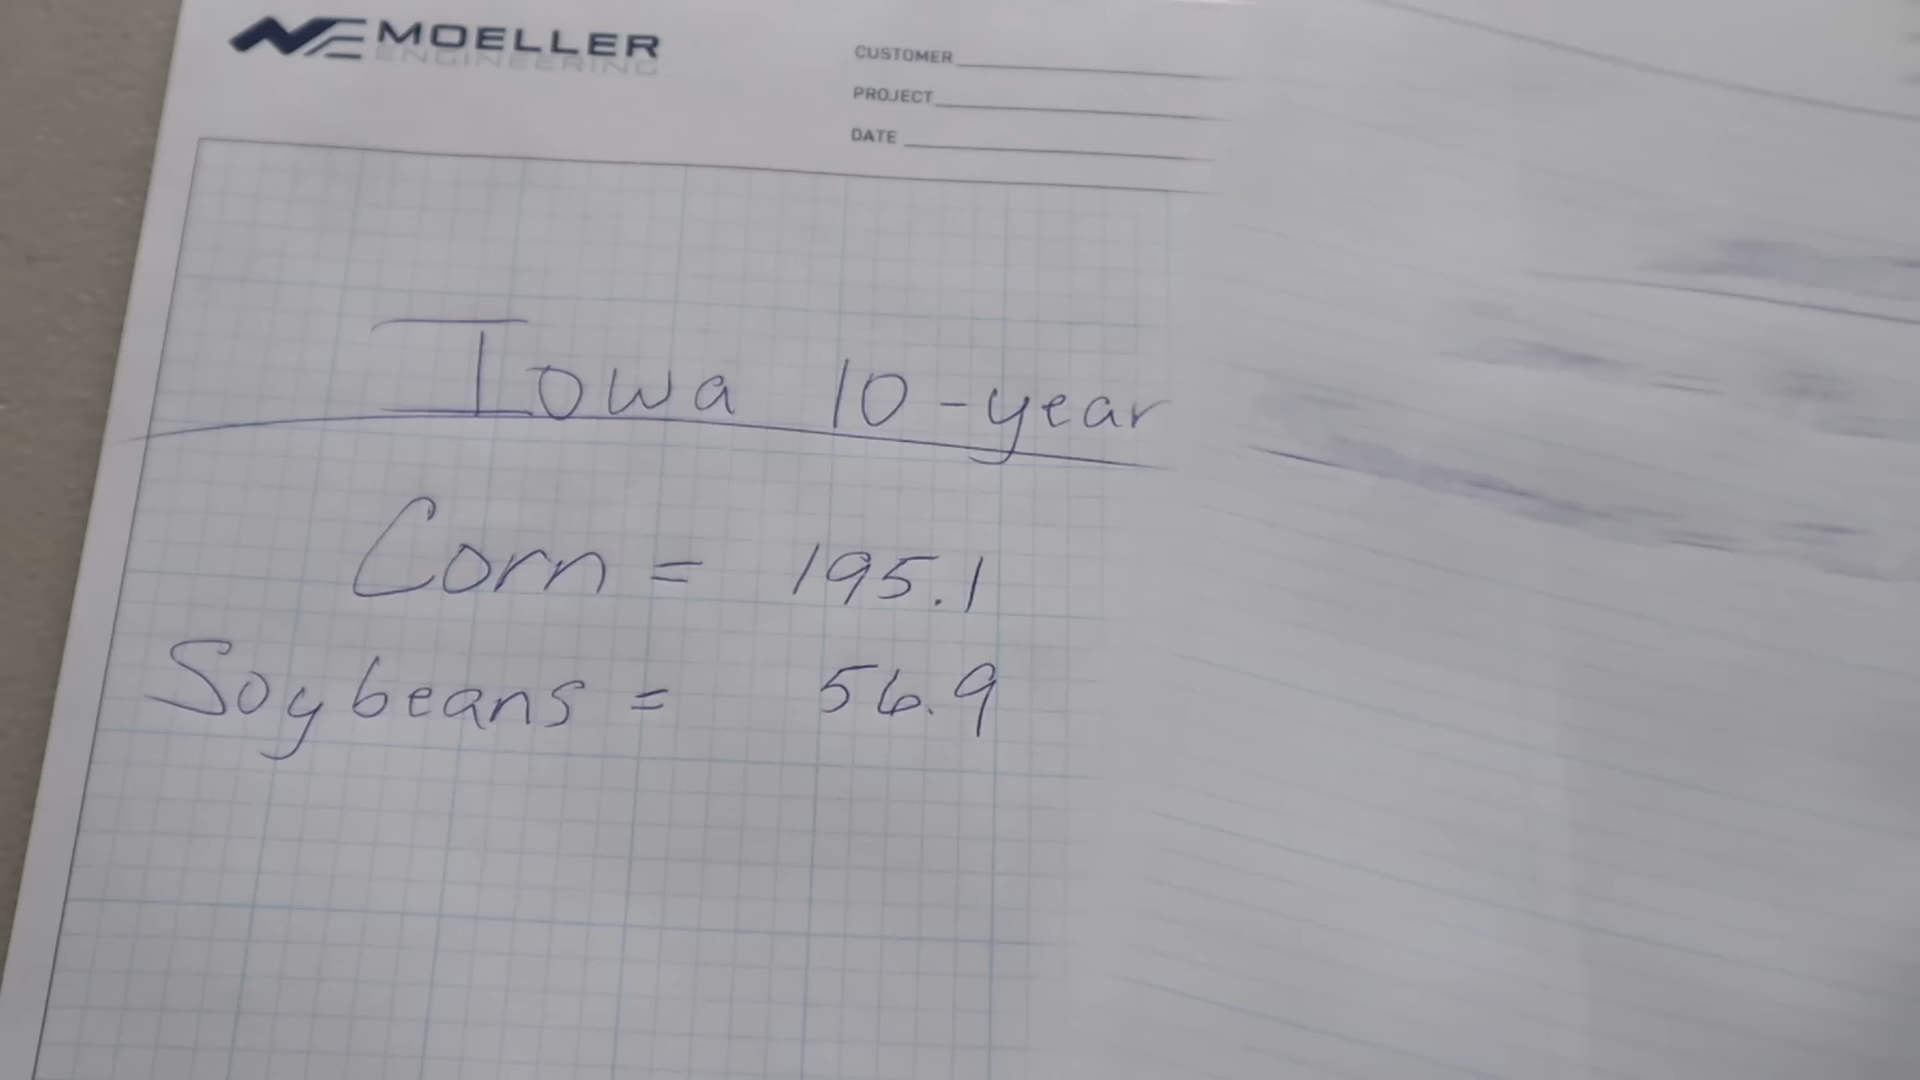 MOELLER
ENGINEERING
CUSTOMER
PROJECT
DATE
Iowa 10-year
Corn = 195.1
Soybeans = 56.9